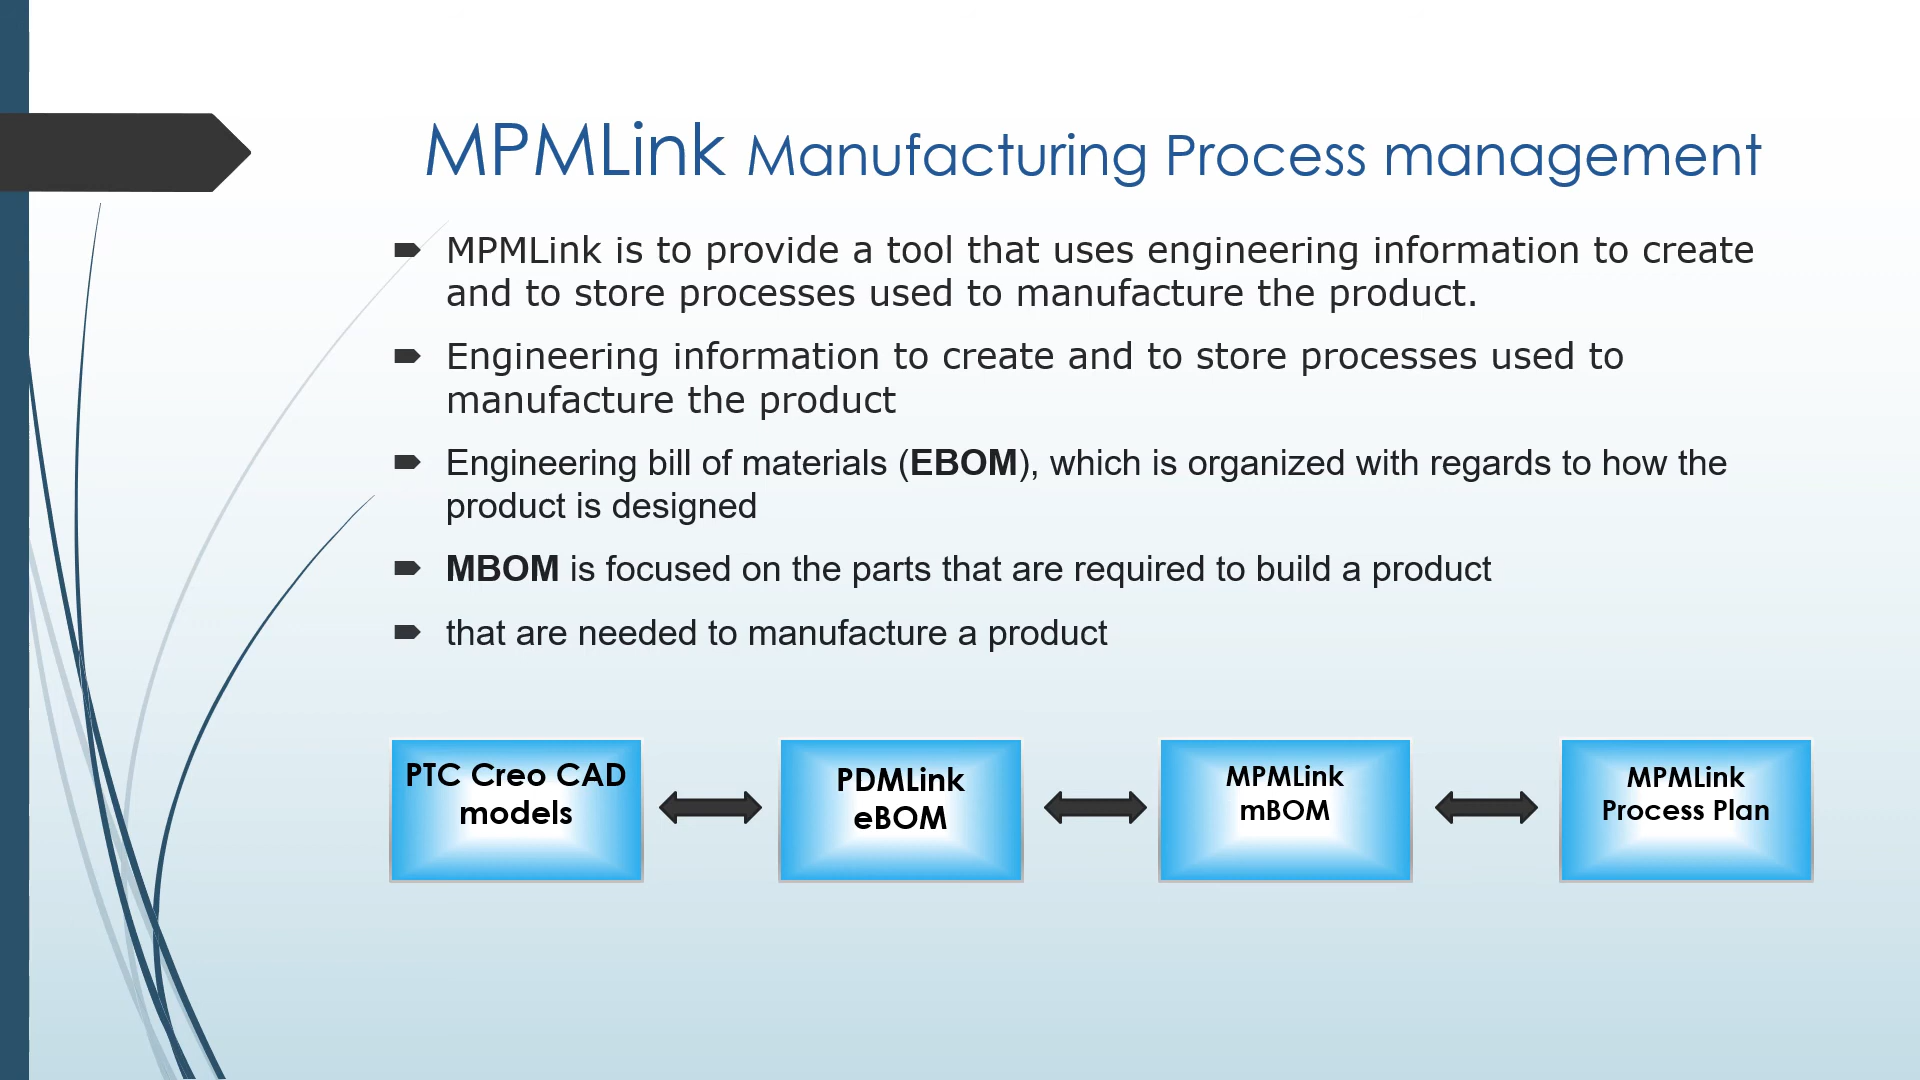 MPMLink Manufacturing Process management
MPMLink is to provide a tool that uses engineering information to create
and to store processes used to manufacture the product.
Engineering information to create and to store processes used to
manufacture the product
Engineering bill of materials (EBOM), which is organized with regards to how the
product is designed
MBOM is focused on the parts that are required to build a product
that are needed to manufacture a product
PTC Creo CAD
models
PDMLink
eBOM
MPMLink
mBOM
MPMLink
Process Plan